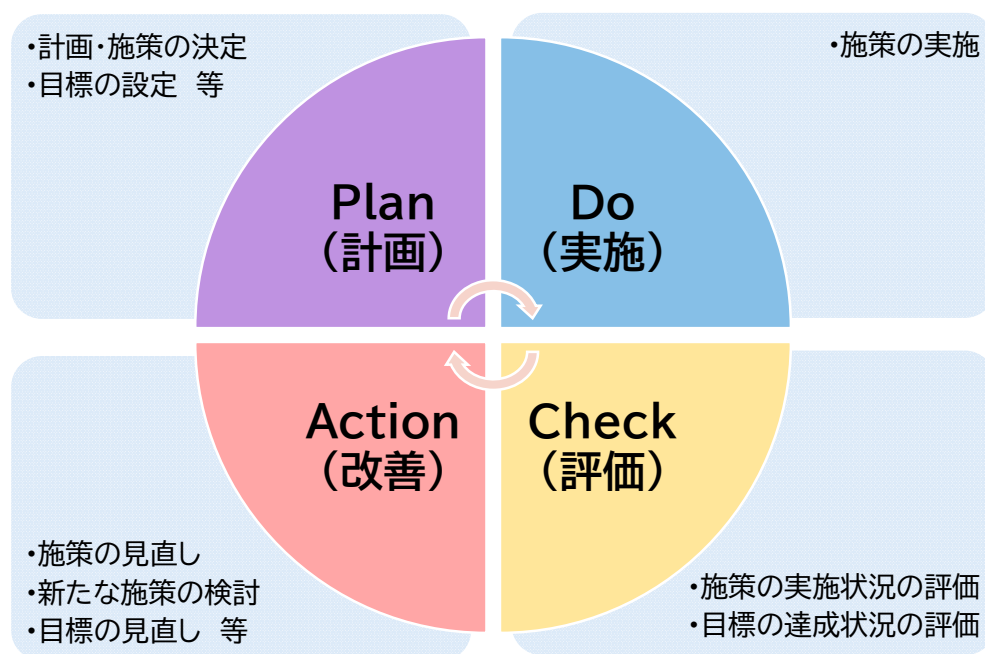 ・計画・施策の決定
・目標の設定　等
・施策の実施
Plan
（計画）
Do
（実施）
Action
（改善）
Check
（評価）
・施策の見直し
・新たな施策の検討
・目標の見直し　等
・施策の実施状況の評価
・目標の達成状況の評価